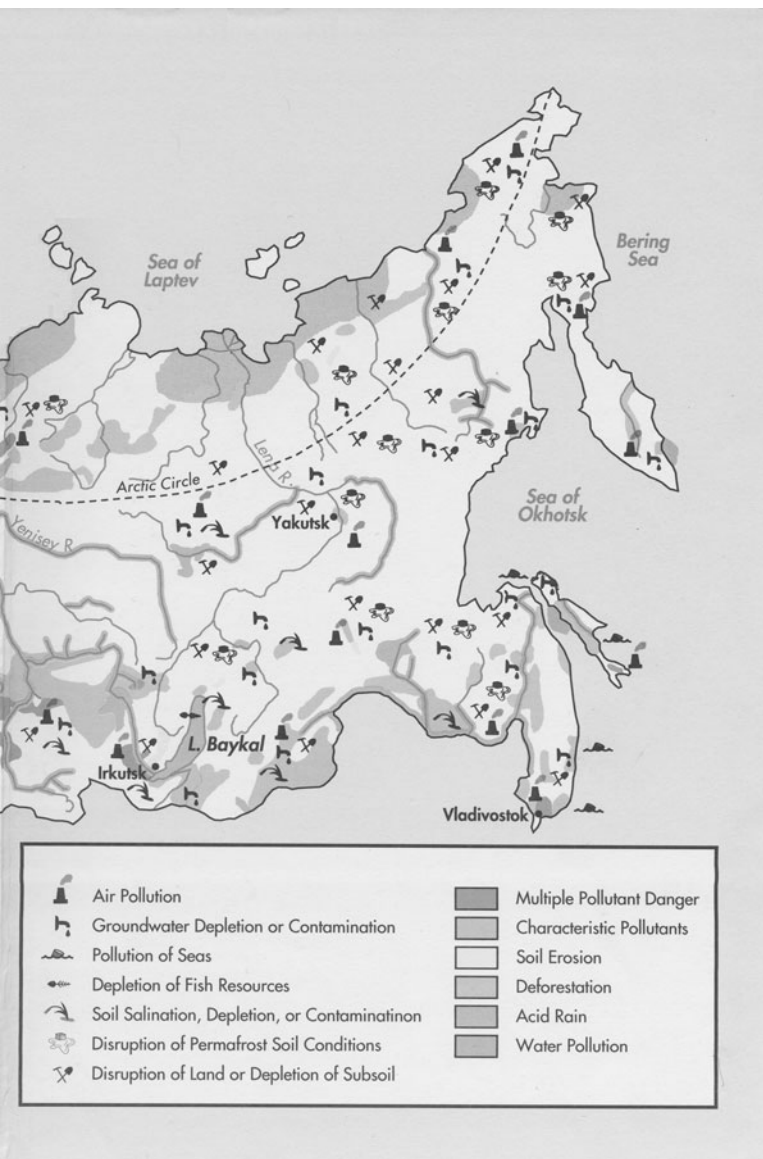 Bering
Sea
Sea of
Laptev
Lena R.
Arctic Circle
Sea of
Okhotsk
Yakutsk
Yenisey R
L. Baykal
Irkutsk
Vladivostok
Air Pollution
Groundwater Depletion or Contamination
Pollution of Seas
Depletion of Fish Resources
Soil Salination, Depletion, or Contaminatinon
Disruption of Permafrost Soil Conditions
Disruption of Land or Depletion of Subsoil
Multiple Pollutant Danger
Characteristic Pollutants
Soil Erosion
Deforestation
Acid Rain
Water Pollution